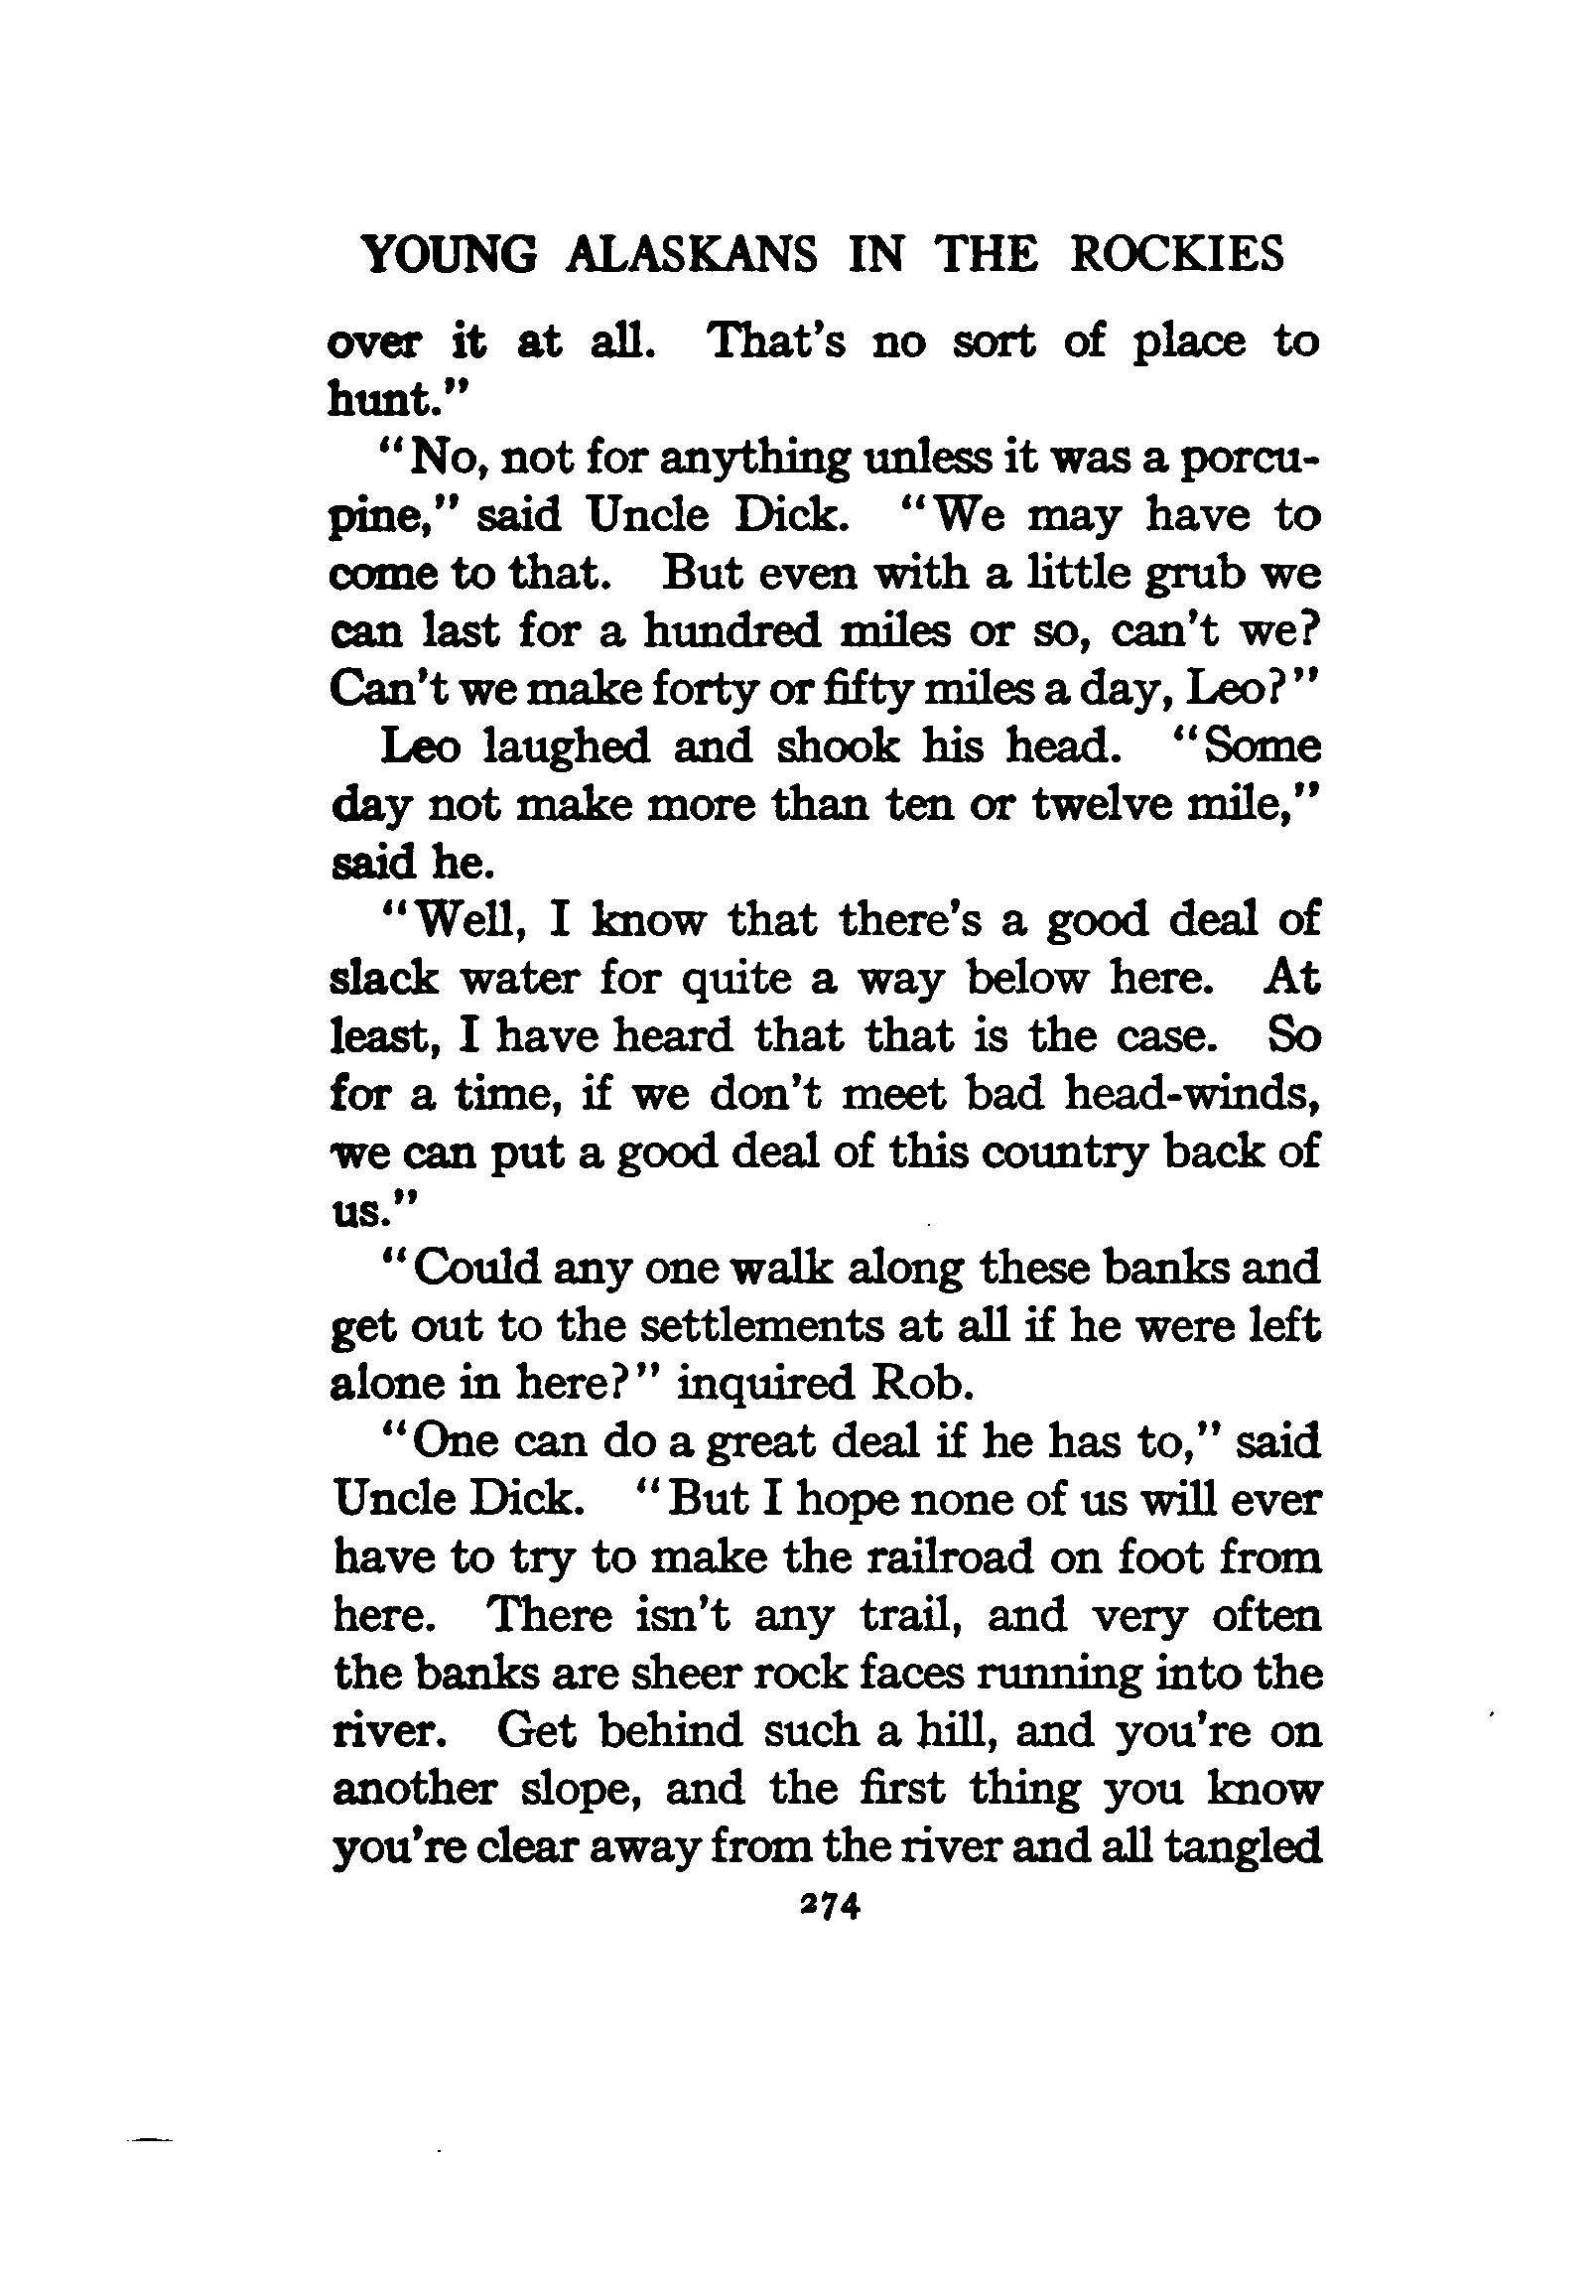 YOUNG ALASKANS IN THE ROCKIES
over it at all. That's no sort of place to
hunt."
"No, not for anything unless it was a porcu-
pine," said Uncle Dick. "We may have to
come to that. But even with a little grub we
can last for a hundred miles or so, can't we?
Can't we make forty or fifty miles a day, Leo?"
Leo laughed and shook his head. "Some
day not make more than ten or twelve mile,"
said he.
"Well, I know that there's a good deal of
slack water for quite a way below here. At
least, I have heard that that is the case. So
for a time, if we don't meet bad head-winds,
we can put a good deal of this country back of
us."
"Could any one walk along these banks and
get out to the settlements at all if he were left
alone in here?" inquired Rob.
"One can do a great deal if he has to," said
Uncle Dick. "But I hope none of us will ever
have to try to make the railroad on foot from
here. There isn't any trail, and very often
the banks are sheer rock faces running into the
river. Get behind such a hill, and you're on
another slope, and the first thing you know
you're clear away from the river and all tangled
274